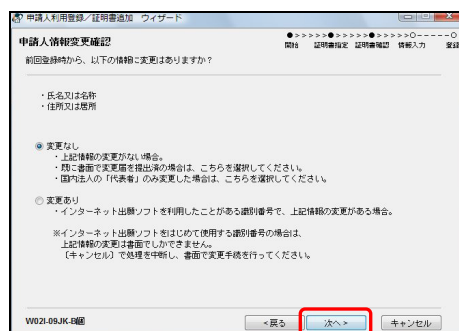 申請人利用登録/証明書追加 ウィザード
申請人情報変更確認
●>>>>>●>>>>>●>>>>>○-----○
開始 証明書指定 証明書確認 情報入力 登録
前回登録時から、以下の情報に変更はありますか？
・氏名又は名称
・住所又は居所
変更なし
・上記情報の変更がない場合。
・既に書面で変更届を提出済の場合は、こちらを選択してください。
・国内法人の「代表者」のみ変更した場合は、こちらを選択してください。
変更あり
・インターネット出願ソフトを利用したことがある識別番号で、上記情報の変更がある場合。
※インターネット出願ソフトをはじめて使用する識別番号の場合は、
上記情報の変更は書面でしかできません。
〔キャンセル〕で処理を中断し、書面で変更手続を行ってください。
<戻る 次へ> キャンセル